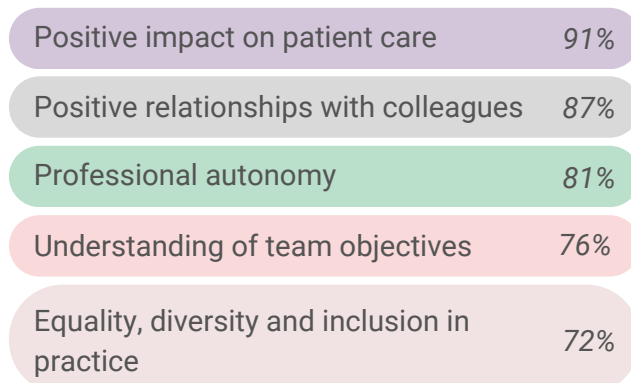 Positive impact on patient care 91%
Positive relationships with colleagues 87%
Professional autonomy 81%
Understanding of team objectives 76%
Equality, diversity and inclusion in
practice 72%